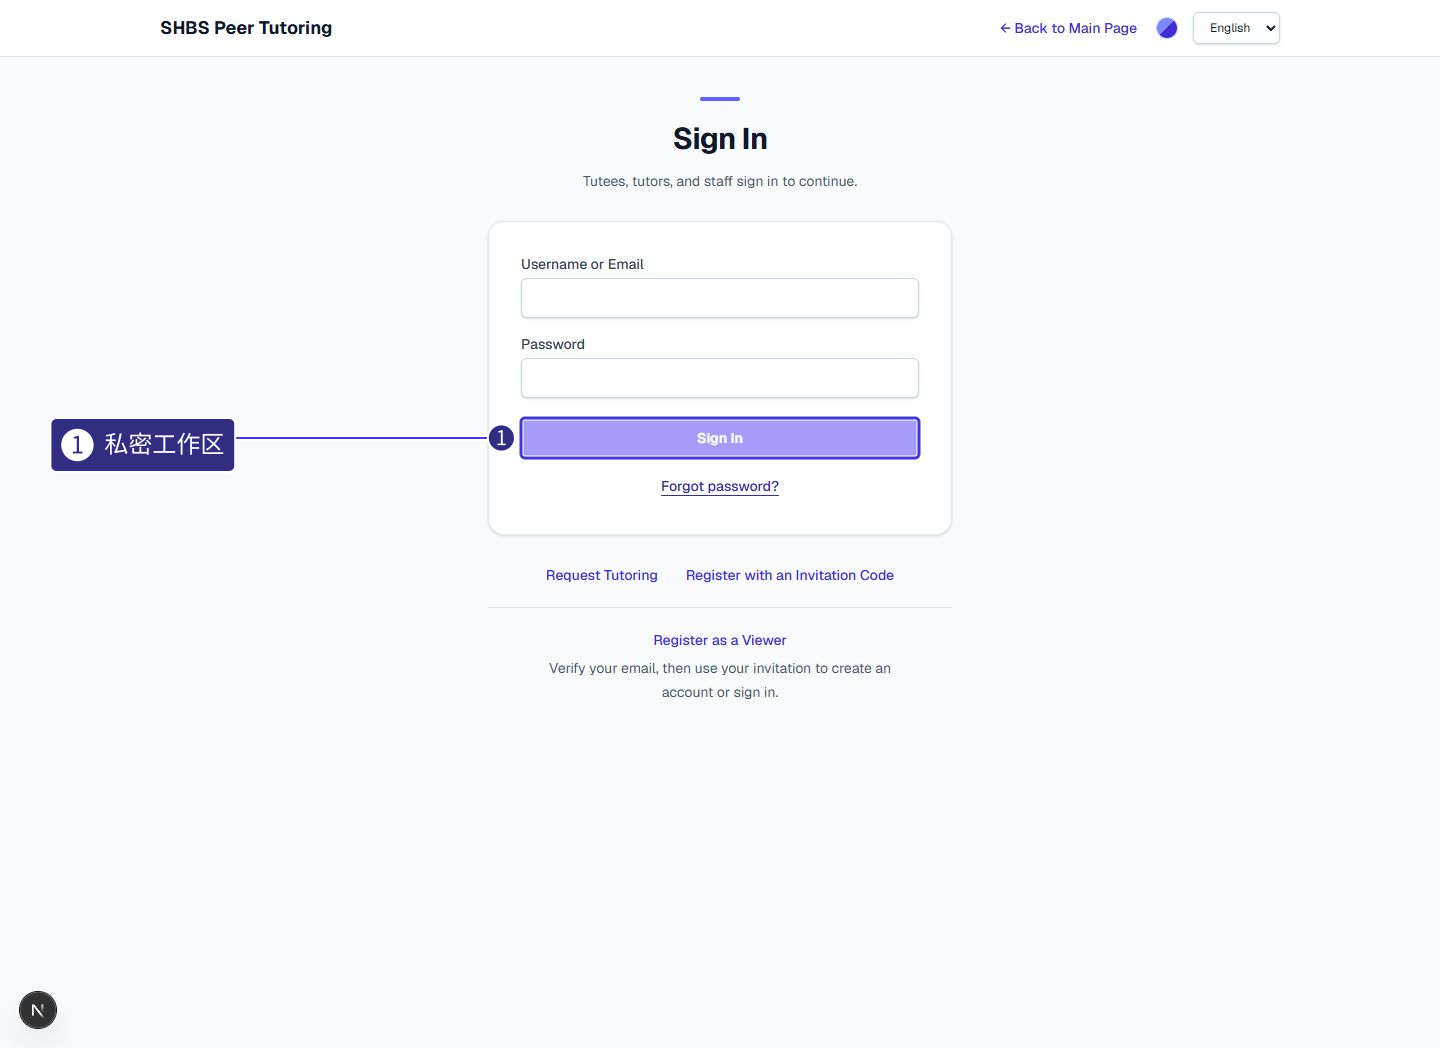 SHBS Peer Tutoring
← Back to Main Page
English
Sign In
Tutees, tutors, and staff sign in to continue.
Username or Email
Password
1 私密工作区
1
Sign In
Forgot password?
Request Tutoring
Register with an Invitation Code
Register as a Viewer
Verify your email, then use your invitation to create an
account or sign in.
N